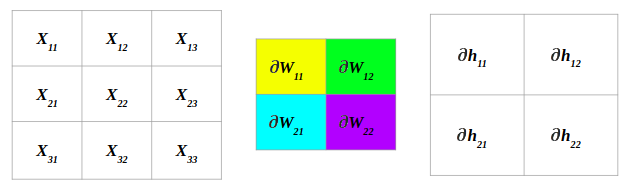 X11 X12 X13
X21 X22 X23
X31 X32 X33
∂W11 ∂W12
∂W21 ∂W22
∂h11 ∂h12
∂h21 ∂h22